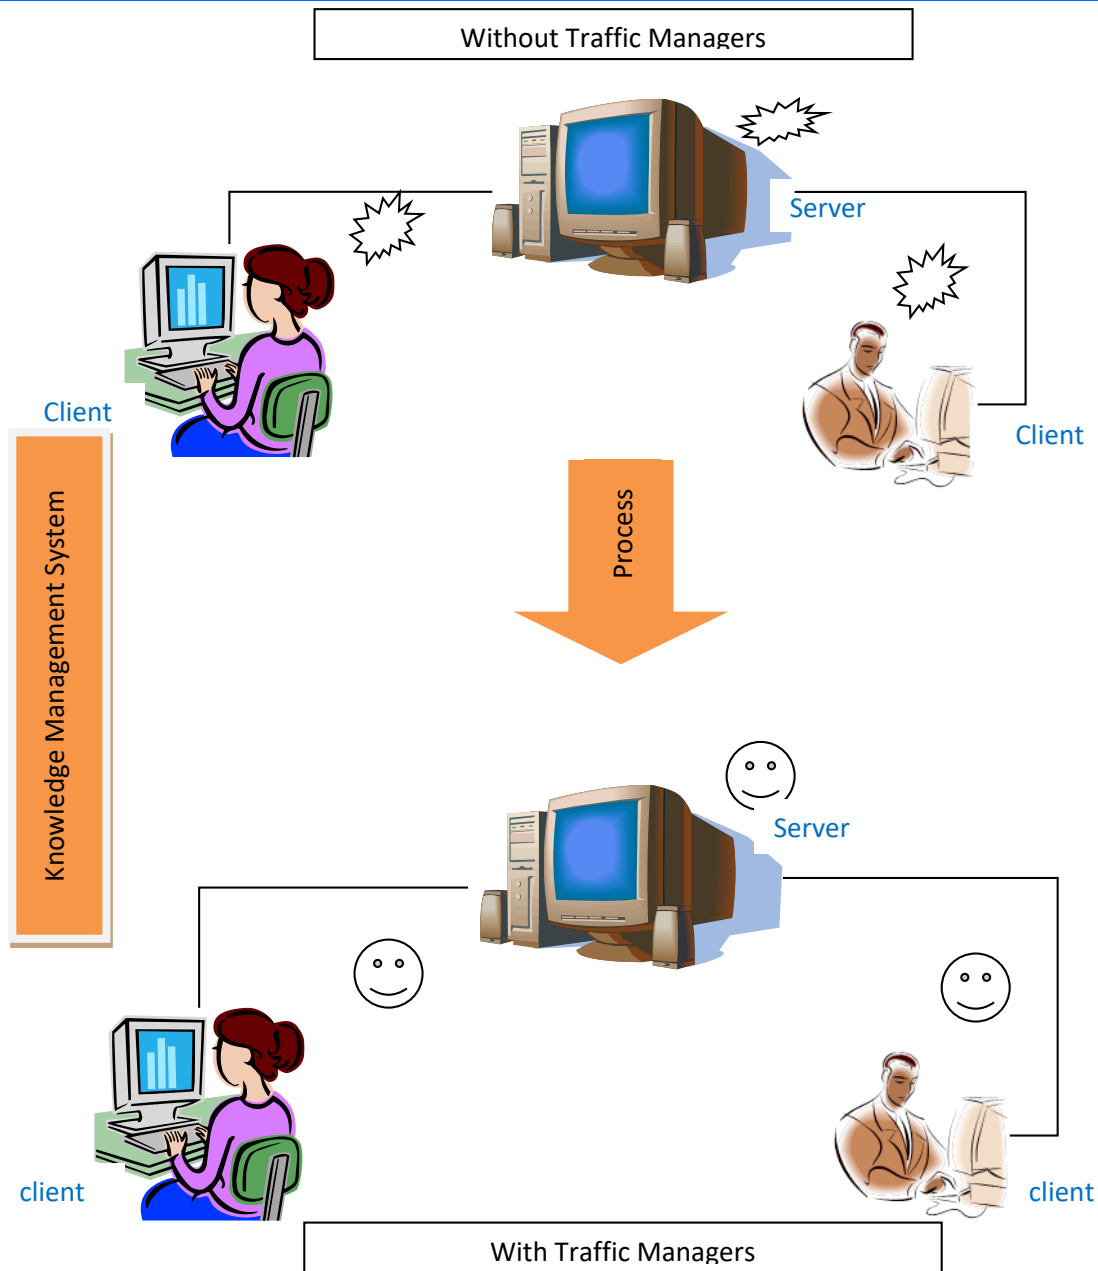 Without Traffic Managers
Server
Client
Client
Knowledge Management System
Process
Server
client
client
With Traffic Managers